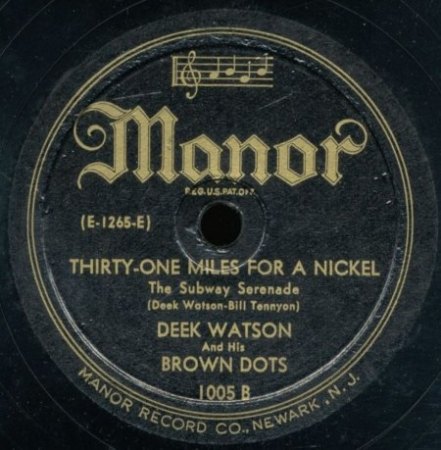 Manor
REG.U.S.PAT.OFF.
(E-1265-E)
THIRTY-ONE MILES FOR A NICKEL
The Subway Serenade
(Deek Watson-Bill Tennyon)
DEEK WATSON
And His
BROWN DOTS
1005 B
MANOR RECORD CO., NEWARK, N. J.